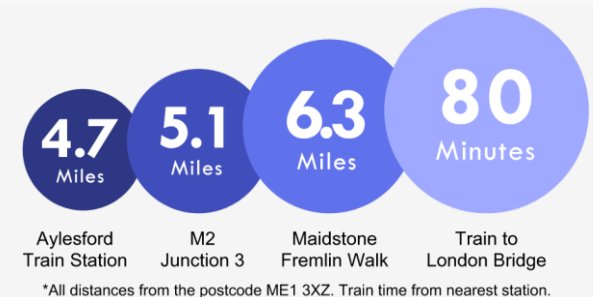 4.7
Miles
5.1
Miles
6.3
Miles
80
Minutes
Aylesford
Train Station
M2
Junction 3
Maidstone
Fremlin Walk
Train to
London Bridge
*All distances from the postcode ME1 3XZ. Train time from nearest station.